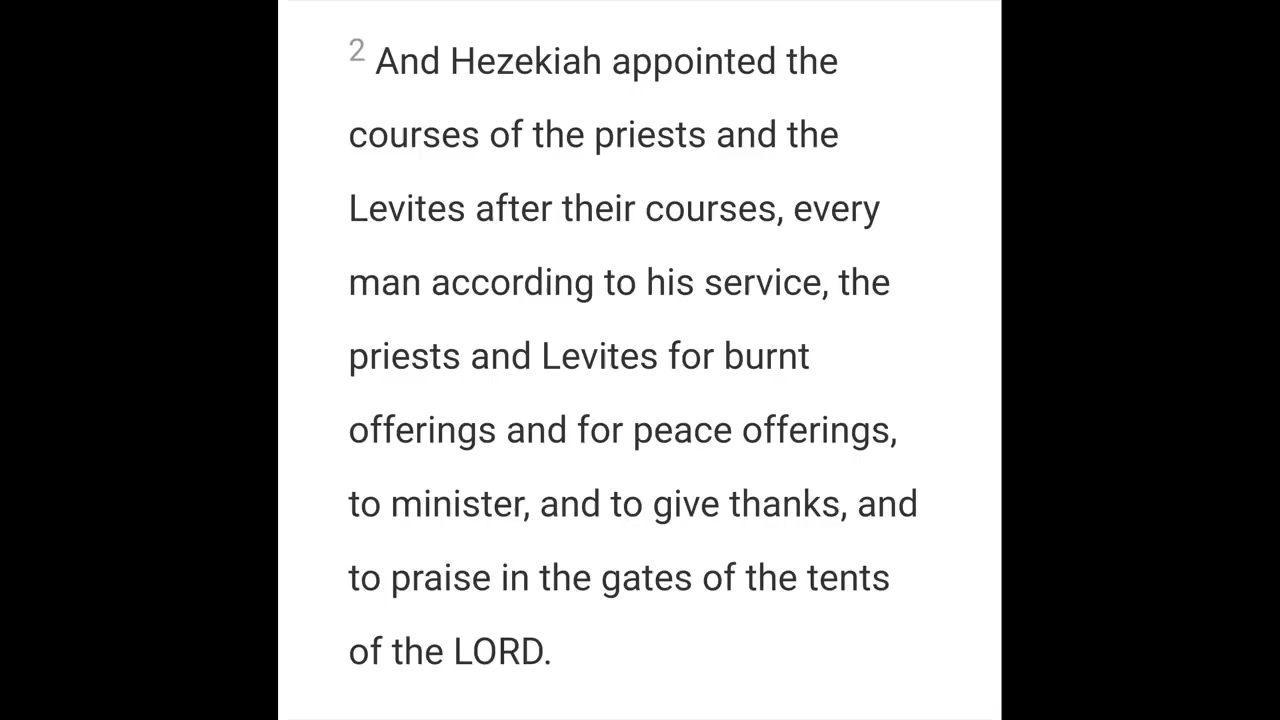 2 And Hezekiah appointed the
courses of the priests and the
Levites after their courses, every
man according to his service, the
priests and Levites for burnt
offerings and for peace offerings,
to minister, and to give thanks, and
to praise in the gates of the tents
of the LORD.